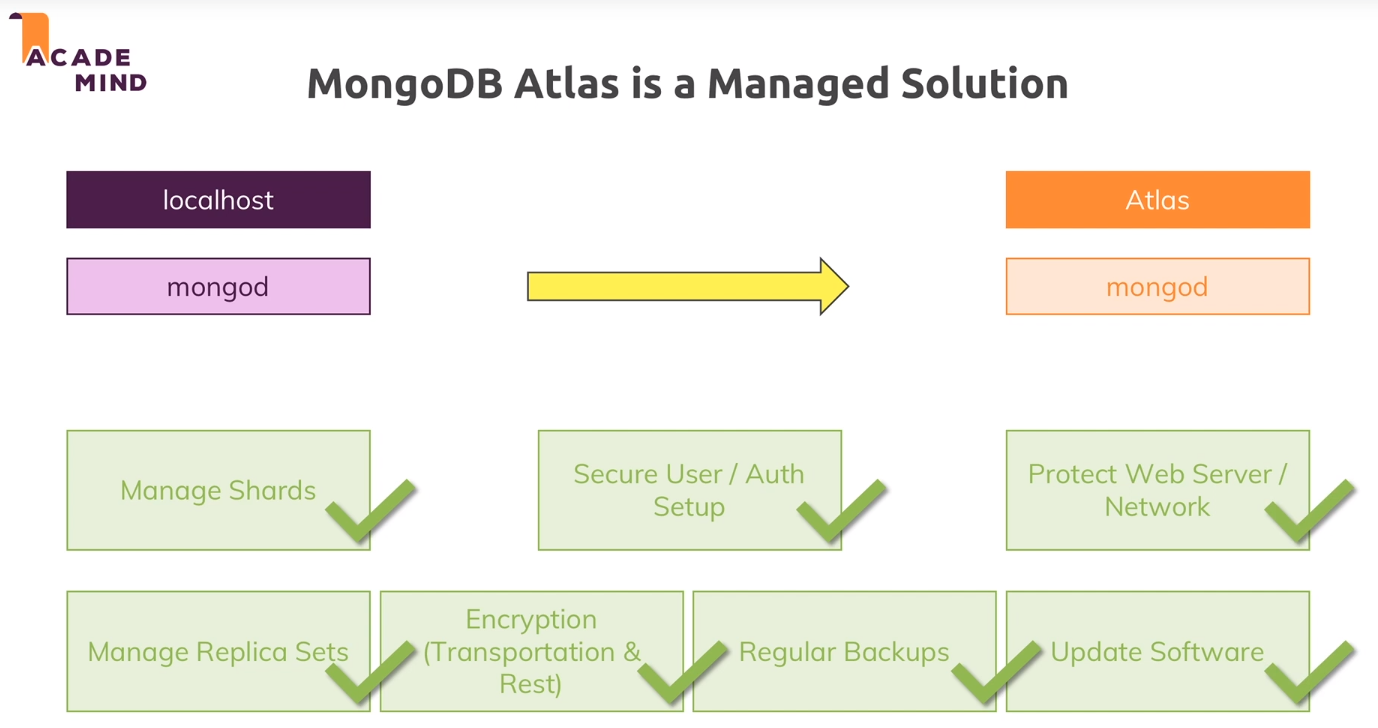 ACADE
MIND
MongoDB Atlas is a Managed Solution
localhost
Atlas
mongod
mongod
Manage Shards
Secure User / Auth
Setup
Protect Web Server /
Network
Manage Replica Sets
Encryption
(Transportation &
Rest)
Regular Backups
Update Software